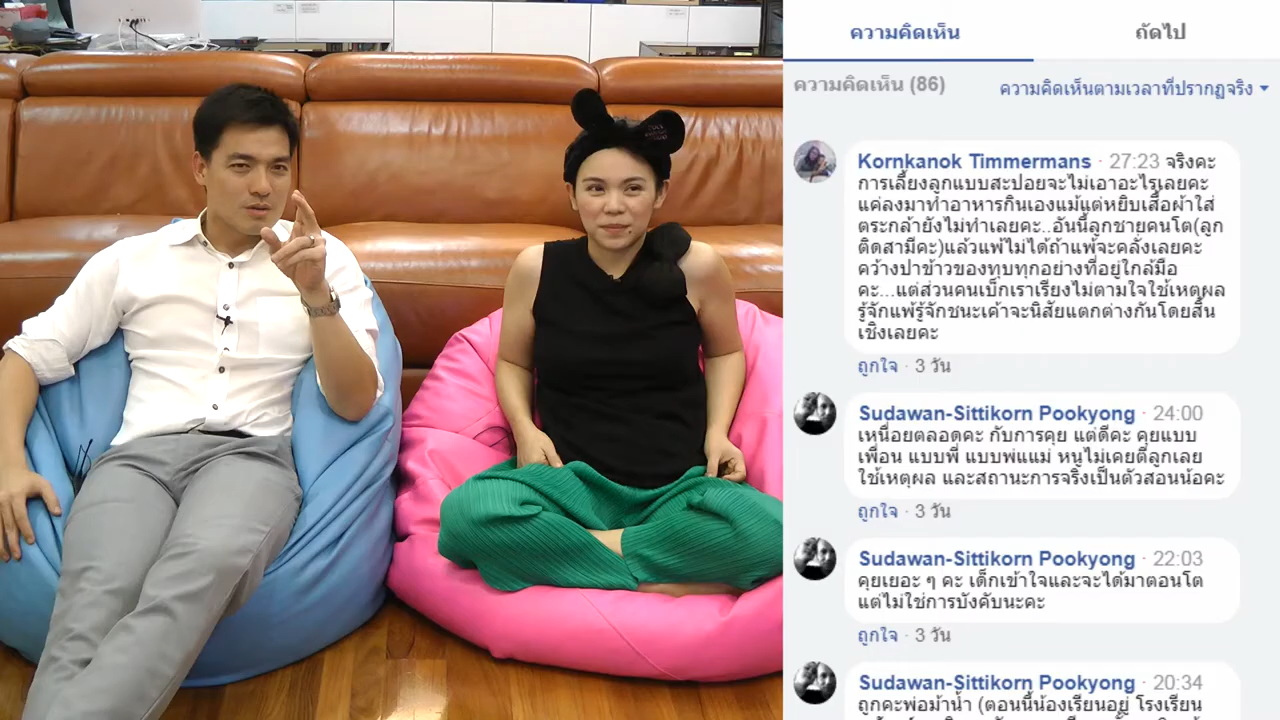 ความคิดเห็น
ถัดไป
ความคิดเห็น (86)
ความคิดเห็นตามเวลาที่ปรากฏจริง
Kornkanok Timmermans · 27:23 จริงคะ
การเลี้ยงลูกแบบสะปอยจะไม่เอาอะไรเลยคะ
แค่ลงมาทำอาหารกินเองแม้แต่หยิบเสื้อผ้าใส่
ตระกล้ายังไม่ทำเลยคะ..อันนี้ลูกชายคนโต(ลูก
ติดสามีคะ)แล้วแพ้ไม่ได้ถ้าแพ้จะคลั่งเลยคะ
คว้างปาข้าวของทุบทุกอย่างที่อยู่ใกล้มือ
คะ...แต่ส่วนคนเบ็กเราเรียงไม่ตามใจใช้เหตุผล
รู้จักแพ้รู้จักชนะเค้าจะนิสัยแตกต่างกันโดยสิ้น
เชิงเลยคะ
ถูกใจ · 3 วัน
Sudawan-Sittikorn Pookyong · 24:00
เหนื่อยตลอดคะ กับการคุย แต่ดีคะ คุยแบบ
เพื่อน แบบพี่ แบบพ่แแม่ หนูไม่เคยตีลูกเลย
ใช้เหตุผล และสถานะการจริงเป็นตัวสอนน้อคะ
ถูกใจ · 3 วัน
Sudawan-Sittikorn Pookyong · 22:03
คุยเยอะ ๆ คะ เด็กเข้าใจและจะได้มาตอนโต
แต่ไม่ใช่การบังคับนะคะ
ถูกใจ · 3 วัน
Sudawan-Sittikorn Pookyong · 20:34
ถูกคะพ่อม้าน้ำ (ตอนนี้น้องเรียนอยู่ โรงเรียน